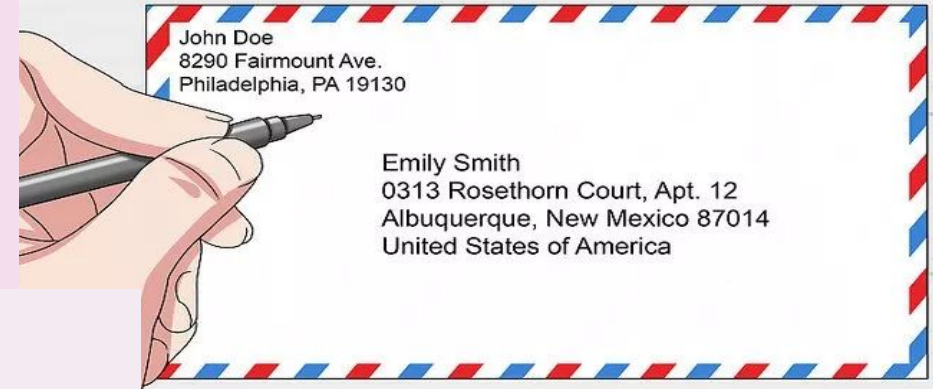 John Doe
8290 Fairmount Ave.
Philadelphia, PA 19130
Emily Smith
0313 Rosethorn Court, Apt. 12
Albuquerque, New Mexico 87014
United States of America